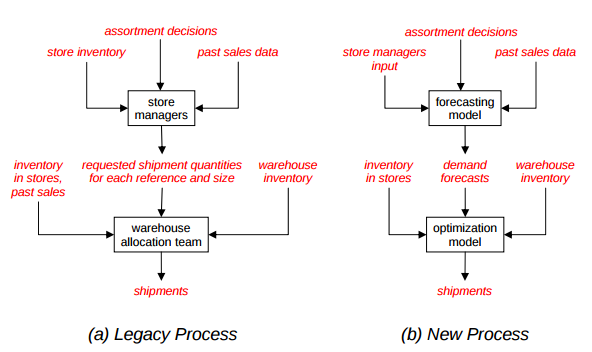 assortment decisions
store inventory
past sales data
store
managers
inventory
in stores,
past sales
requested shipment quantities
for each reference and size
warehouse
inventory
warehouse
allocation team
shipments
(a) Legacy Process
assortment decisions
store managers
input
past sales data
forecasting
model
inventory
in stores
demand
forecasts
warehouse
inventory
optimization
model
shipments
(b) New Process